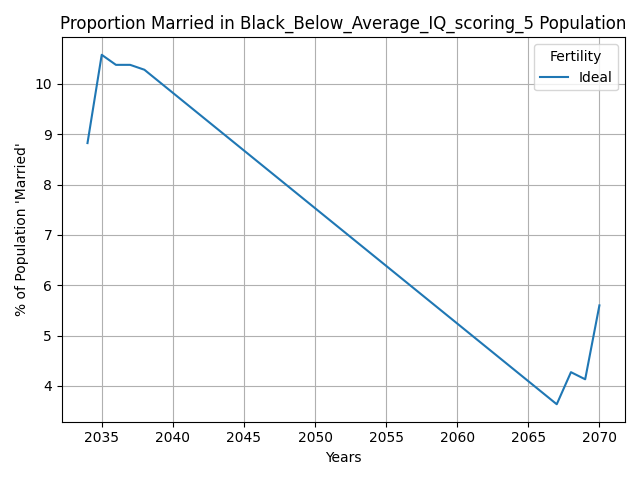 Proportion Married in Black_Below_Average_IQ_scoring_5 Population
Fertility
Ideal
% of Population 'Married'
10
9
8
7
6
5
4
2035 2040 2045 2050 2055 2060 2065 2070
Years